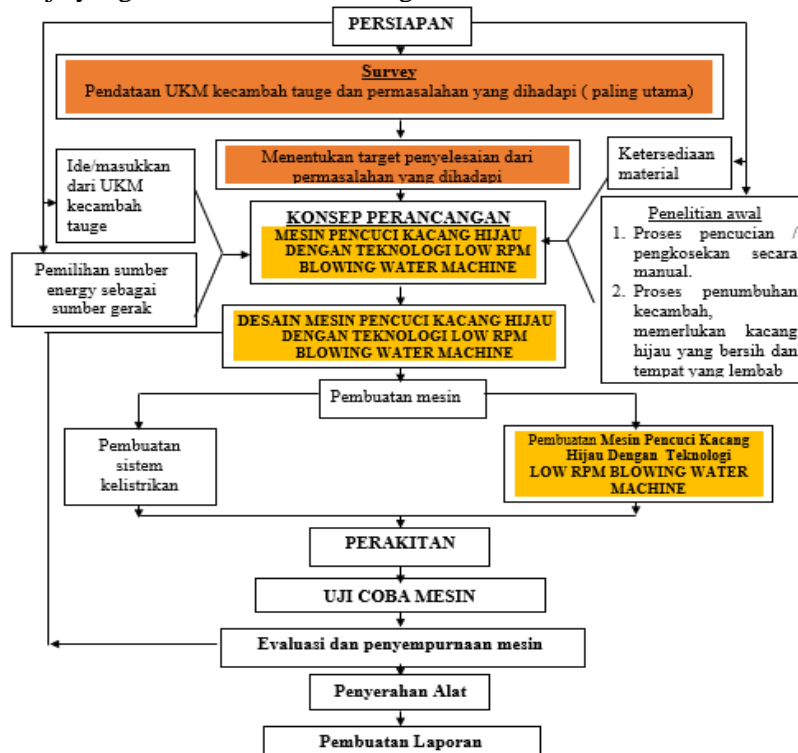 PERSIAPAN
Survey
Pendataan UKM kecambah tauge dan permasalahan yang dihadapi ( paling utama)
Menentukan target penyelesaian dari
permasalahan yang dihadapi
Ide/masukkan
dari UKM
kecambah
tauge
Ketersediaan
material
KONSEP PERANCANGAN
MESIN PENCUCI KACANG HIJAU
DENGAN TEKNOLOGI LOW RPM
BLOWING WATER MACHINE
Penelitian awal
1. Proses pencucian /
pengkosekan secara
manual.
2. Proses penumbuhan
kecambah,
memerlukan kacang
hijau yang bersih dan
tempat yang lembab
Pemilihan sumber
energy sebagai
sumber gerak
DESAIN MESIN PENCUCI KACANG HIJAU
DENGAN TEKNOLOGI LOW RPM
BLOWING WATER MACHINE
Pembuatan mesin
Pembuatan
sistem
kelistrikan
Pembuatan Mesin Pencuci Kacang
Hijau Dengan Teknologi
LOW RPM BLOWING WATER
MACHINE
PERAKITAN
UJI COBA MESIN
Evaluasi dan penyempurnaan mesin
Penyerahan Alat
Pembuatan Laporan